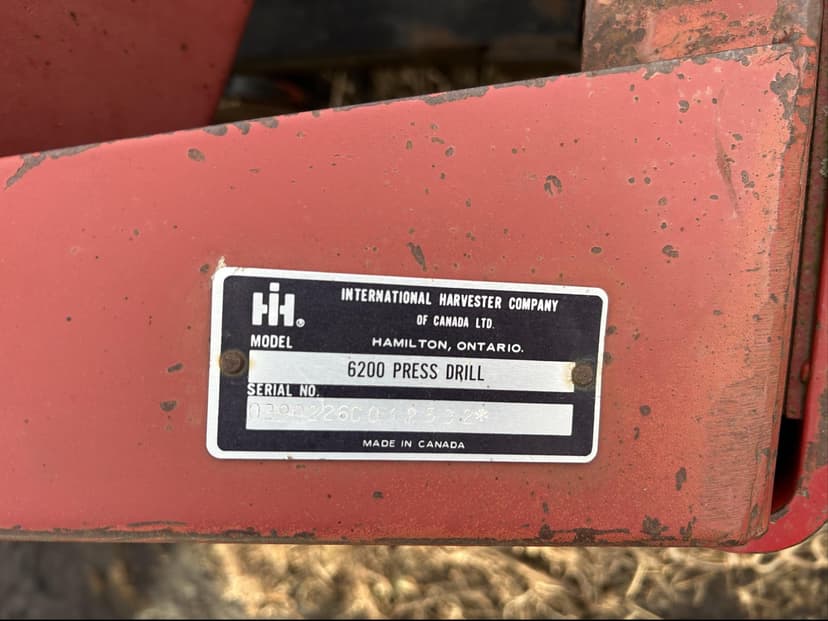 IH®
INTERNATIONAL HARVESTER COMPANY
OF CANADA LTD.
MODEL HAMILTON, ONTARIO.
6200 PRESS DRILL
SERIAL NO.
MADE IN CANADA